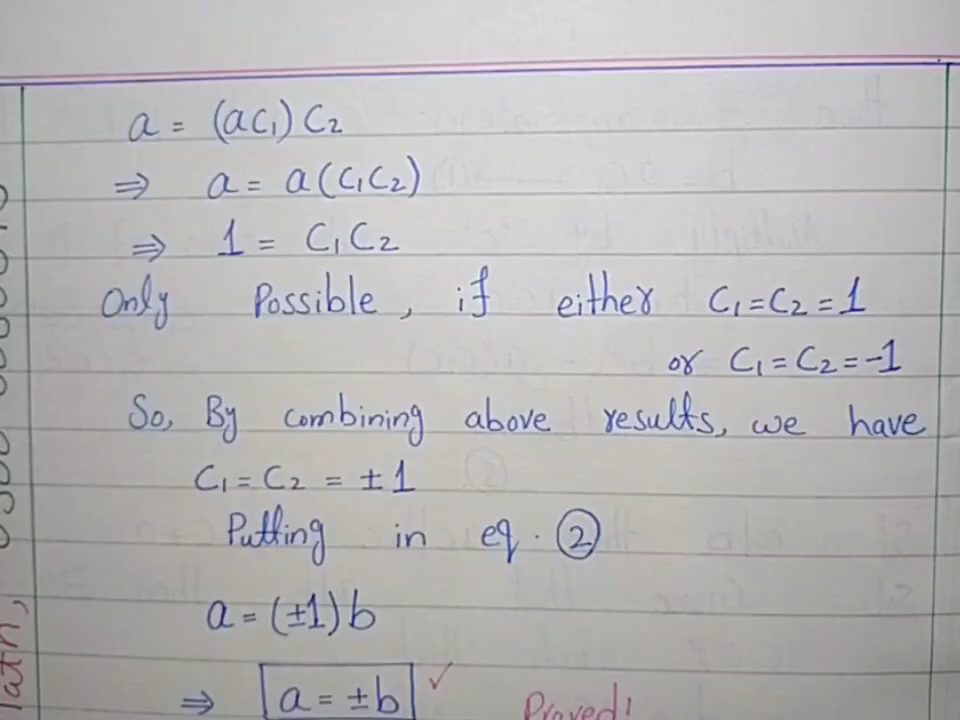 a = (aC₁) C₂
⇒ a = a(C₁C₂)
⇒ 1 = C₁C₂
Only Possible, if either C₁=C₂=1
or C₁=C₂=-1
So, By combining above results, we have
C₁=C₂ = ±1
Putting in eq. ②
a = (±1)b
⇒ a = ±b ✓ Proved!